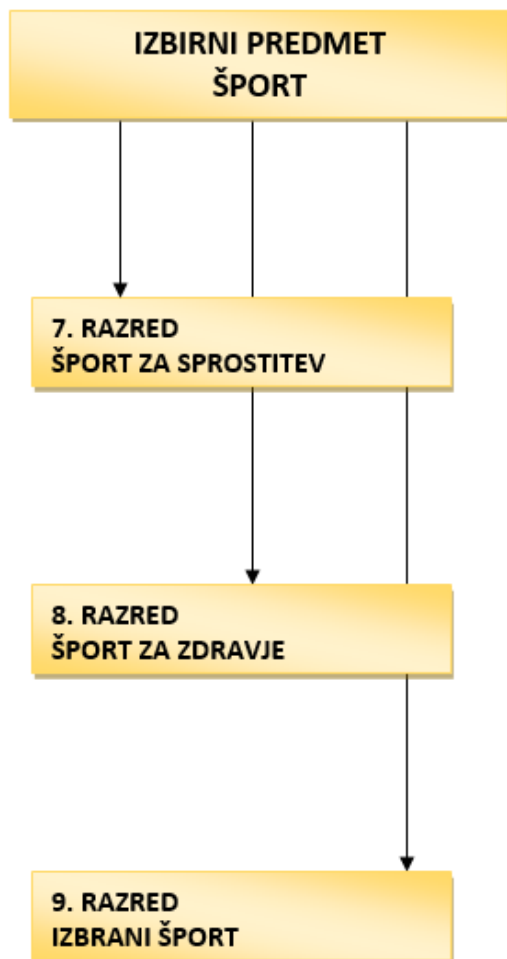 IZBIRNI PREDMET
ŠPORT
7. RAZRED
ŠPORT ZA SPROSTITEV
8. RAZRED
ŠPORT ZA ZDRAVJE
9. RAZRED
IZBRANI ŠPORT